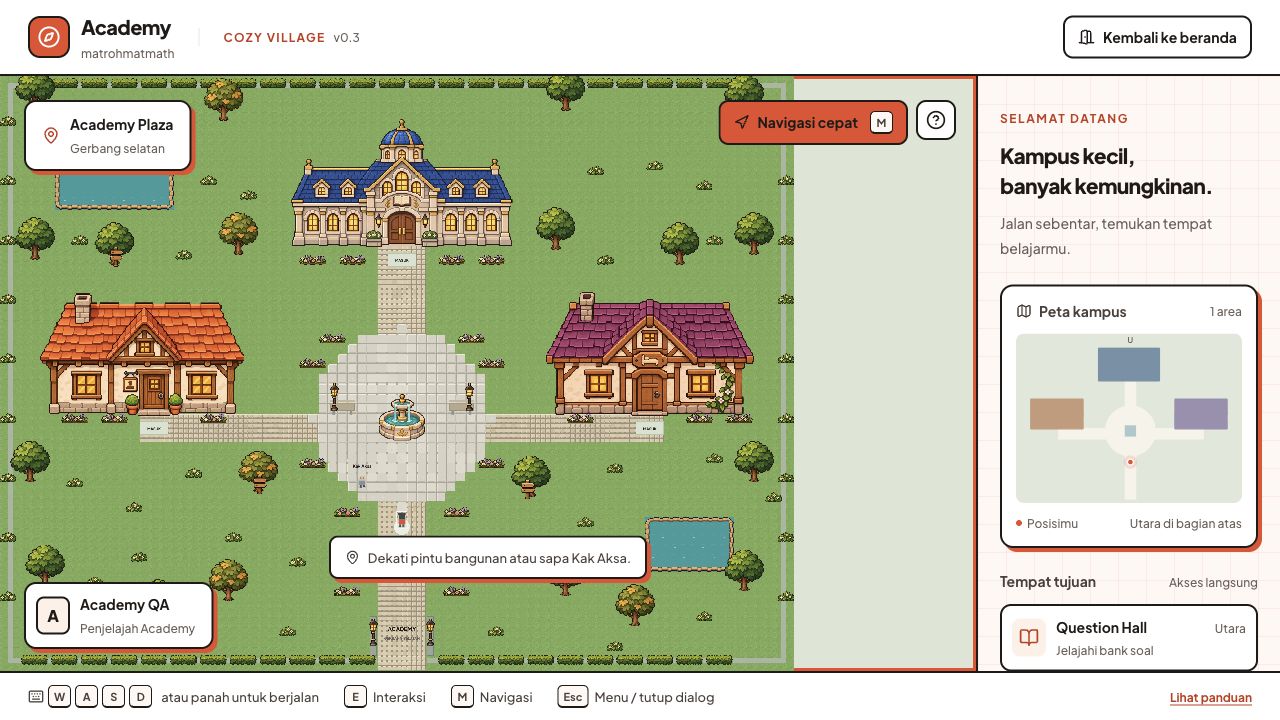 Academy
matrohmatmath
COZY VILLAGE v0.3
Kembali ke beranda
Academy Plaza
Gerbang selatan
Navigasi cepat M
SELAMAT DATANG
Kampus kecil,
banyak kemungkinan.
Jalan sebentar, temukan tempat
belajarmu.
Peta kampus 1 area
U
Posisimu Utara di bagian atas
Tempat tujuan Akses langsung
Question Hall Utara
Jelajahi bank soal
MASUK
Kak Aksa
Dekati pintu bangunan atau sapa Kak Aksa.
A
Academy QA
Penjelajah Academy
ACADEMY
W A S D atau panah untuk berjalan E Interaksi M Navigasi Esc Menu / tutup dialog
Lihat panduan